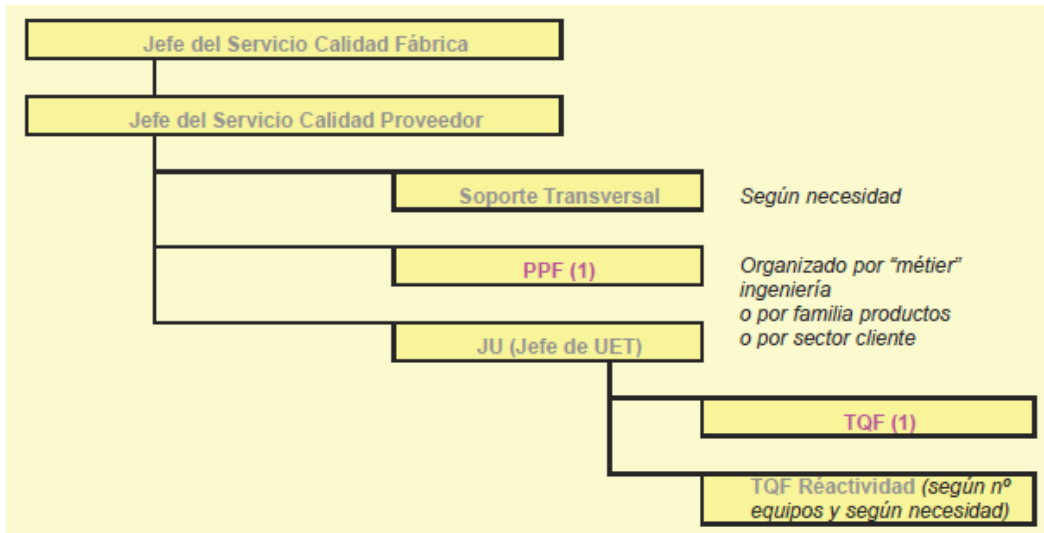 Jefe del Servicio Calidad Fábrica
Jefe del Servicio Calidad Proveedor
Soporte Transversal
Según necesidad
PPF (1)
Organizado por “métier”
ingeniería
o por familia productos
o por sector cliente
JU (Jefe de UET)
TQF (1)
TQF Réactividad (según nº
equipos y según necesidad)